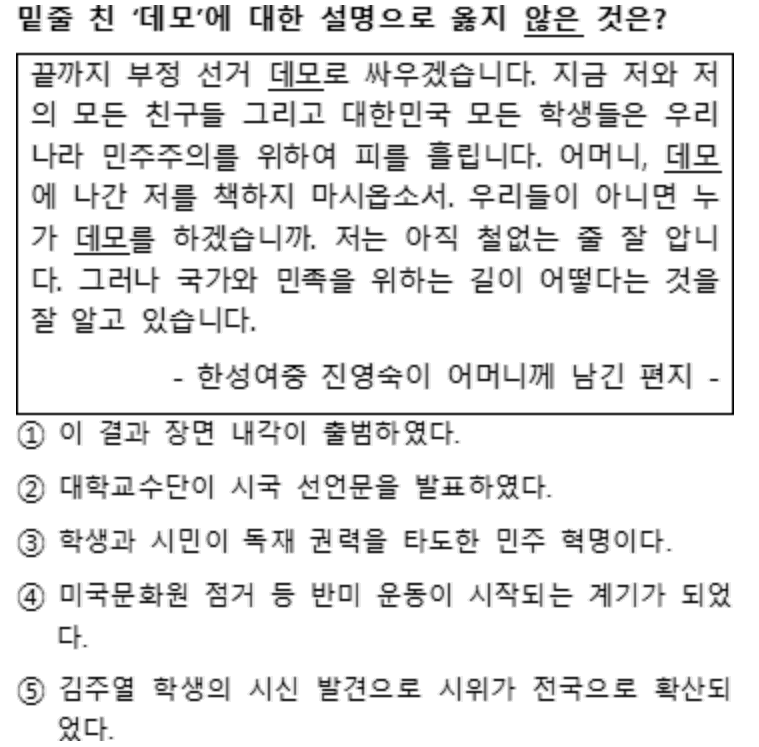 밑줄 친 ‘데모’에 대한 설명으로 옳지 않은 것은?
끝까지 부정 선거 데모로 싸우겠습니다. 지금 저와 저
의 모든 친구들 그리고 대한민국 모든 학생들은 우리
나라 민주주의를 위하여 피를 흘립니다. 어머니, 데모
에 나간 저를 책하지 마시옵소서. 우리들이 아니면 누
가 데모를 하겠습니까. 저는 아직 철없는 줄 잘 압니
다. 그러나 국가와 민족을 위하는 길이 어떻다는 것을
잘 알고 있습니다.
- 한성여중 진영숙이 어머니께 남긴 편지 -
① 이 결과 장면 내각이 출범하였다.
② 대학교수단이 시국 선언문을 발표하였다.
③ 학생과 시민이 독재 권력을 타도한 민주 혁명이다.
④ 미국문화원 점거 등 반미 운동이 시작되는 계기가 되었
다.
⑤ 김주열 학생의 시신 발견으로 시위가 전국으로 확산되
었다.